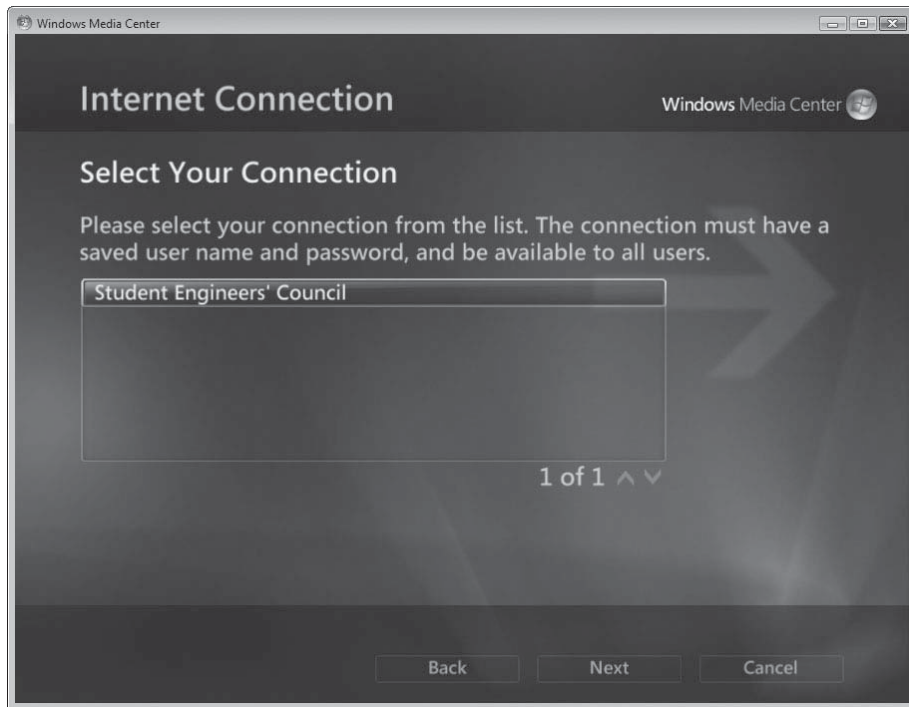 Windows Media Center
Internet Connection
Windows Media Center
Select Your Connection
Please select your connection from the list. The connection must have a
saved user name and password, and be available to all users.
Student Engineers' Council
1 of 1
Back Next Cancel